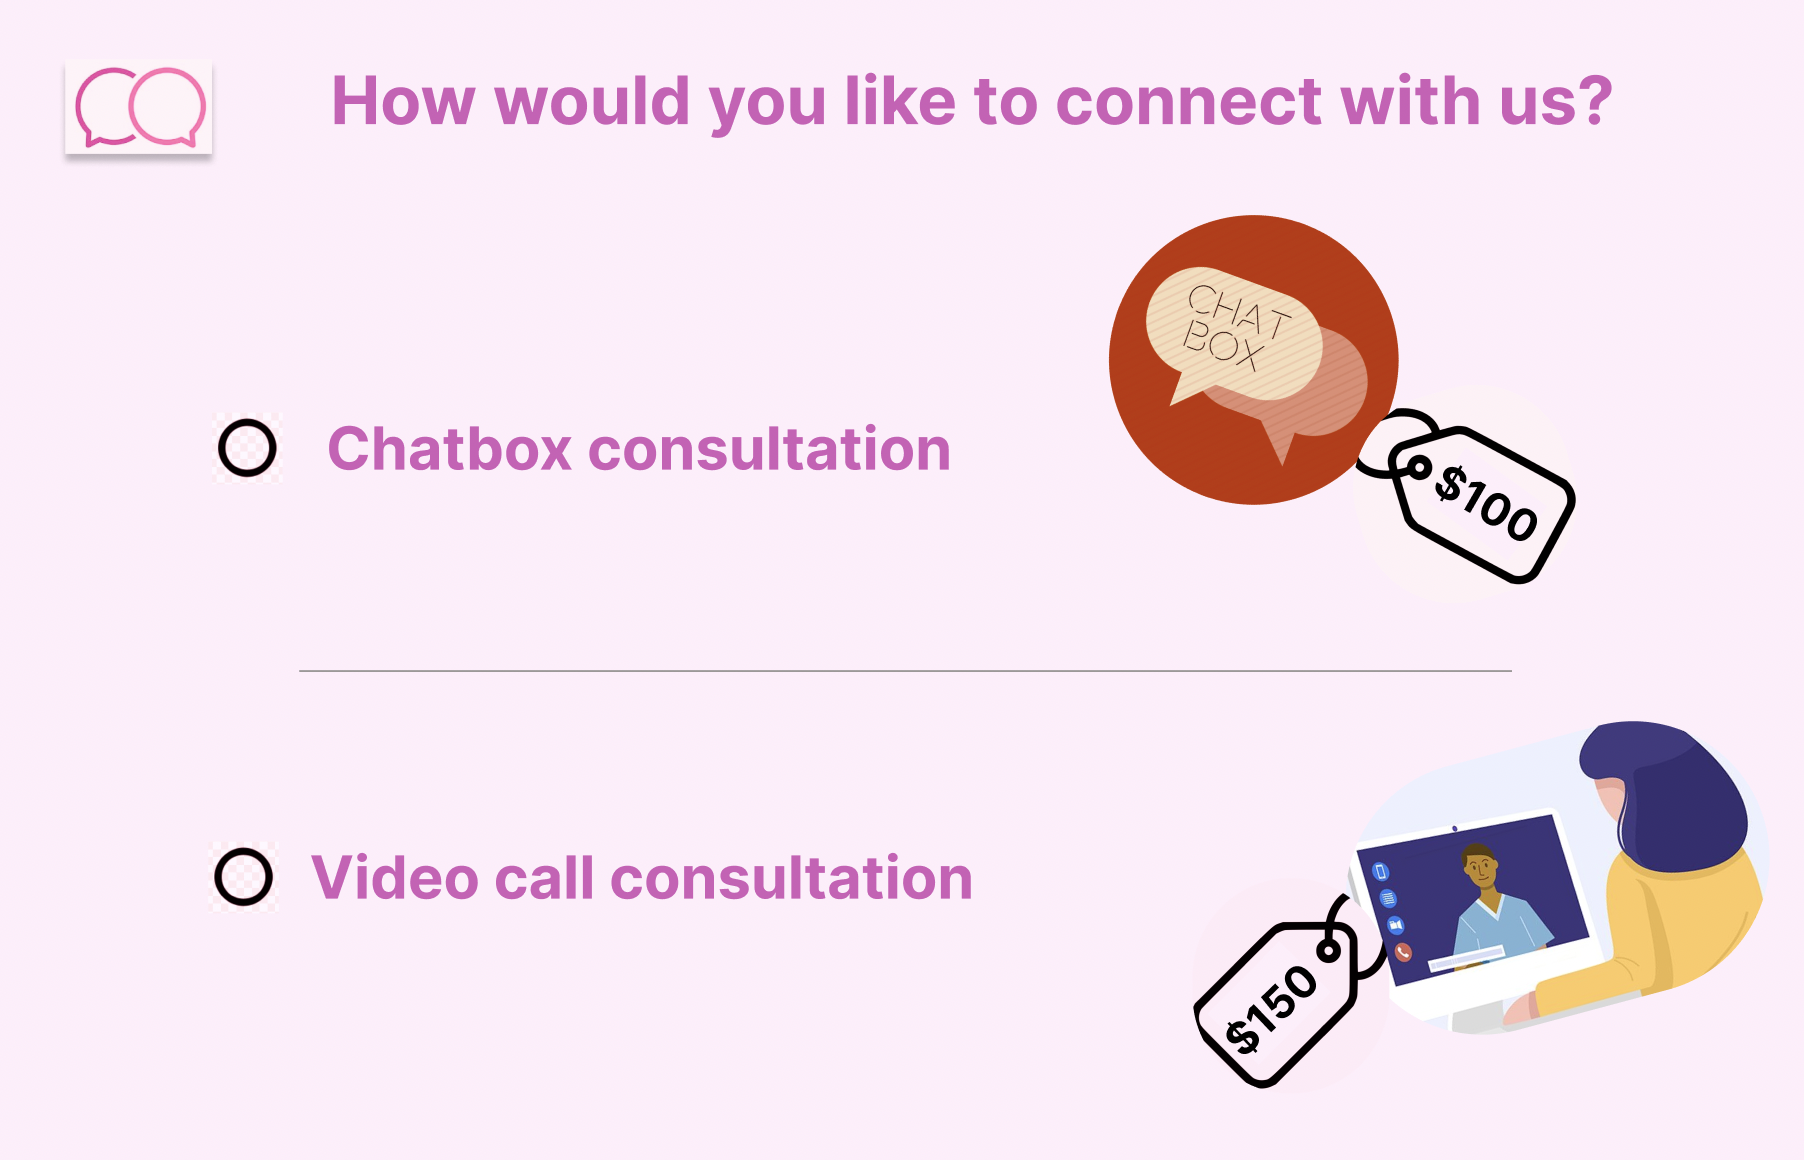 How would you like to connect with us?
CHAT
BOX
Chatbox consultation
$100
Video call consultation
$150